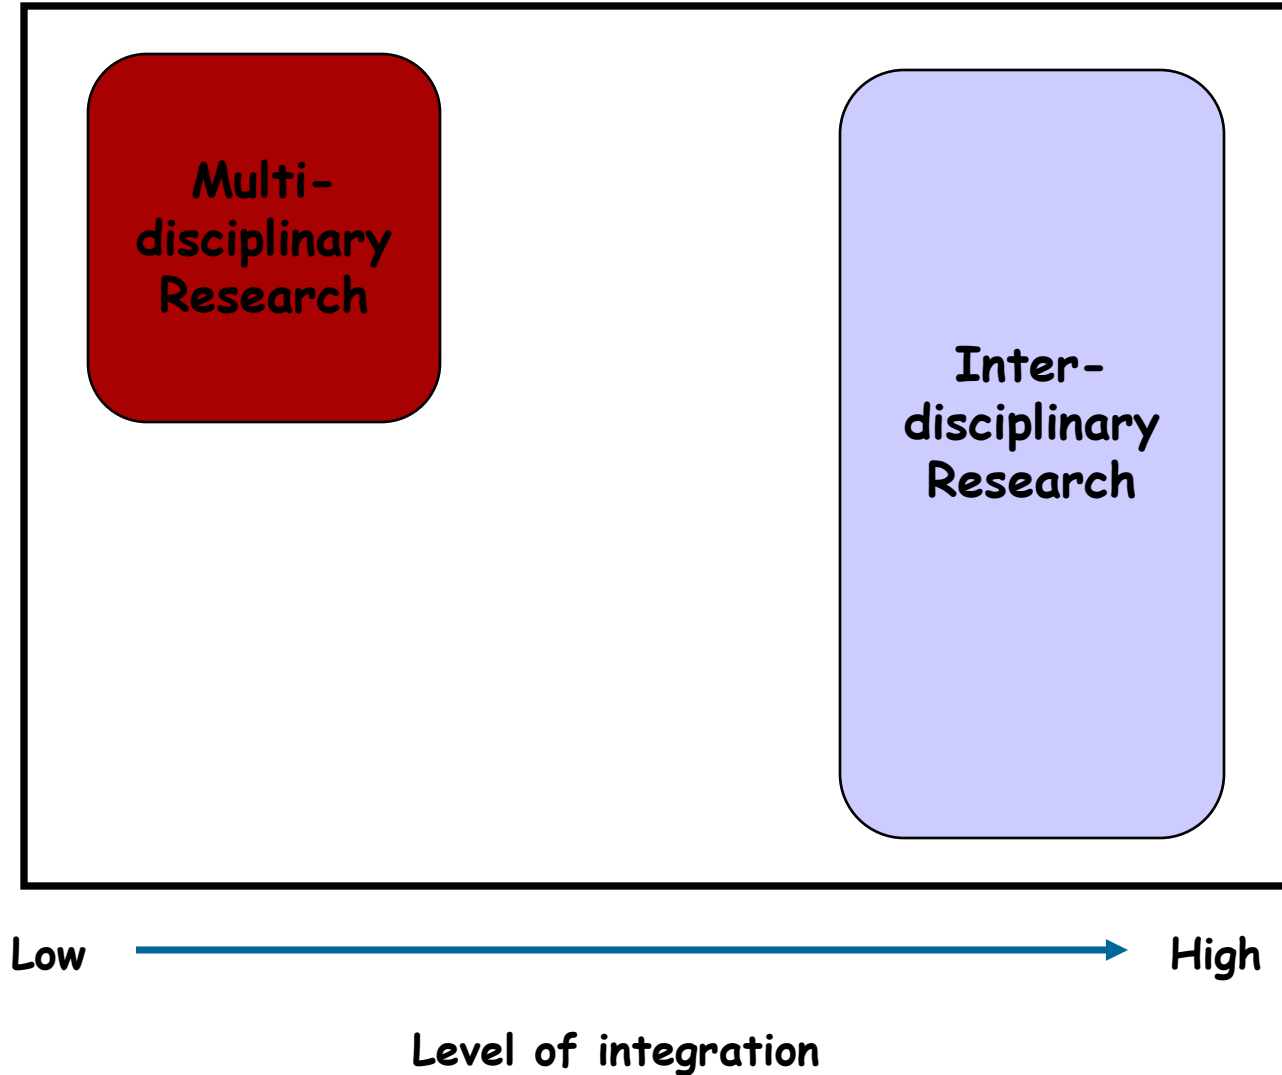 Multi-
disciplinary
Research
Inter-
disciplinary
Research
Low
High
Level of integration